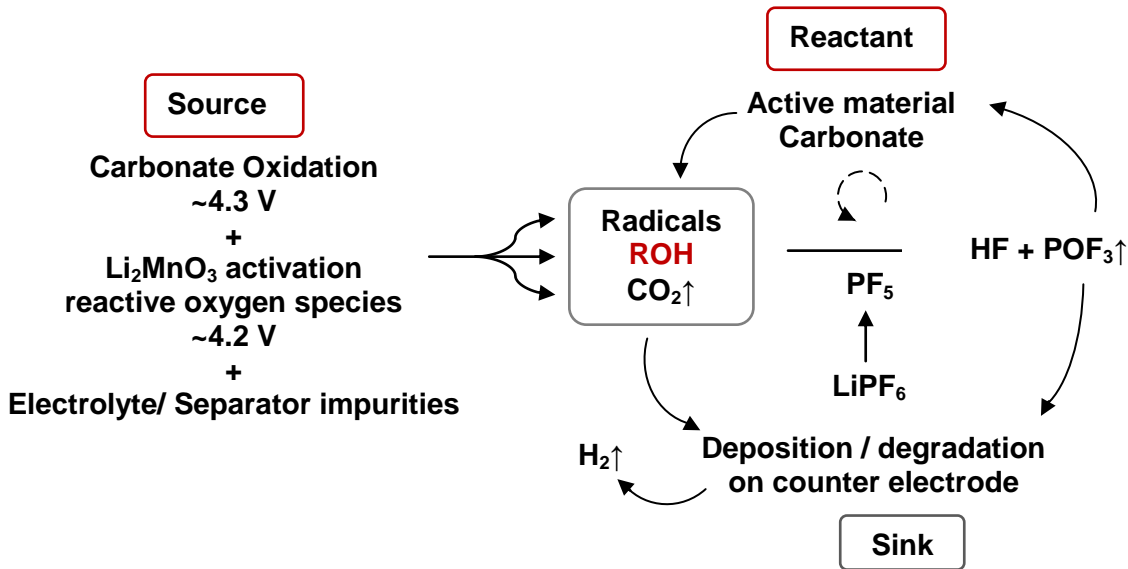 Source
Carbonate Oxidation
~4.3 V
+
Li₂MnO₃ activation
reactive oxygen species
~4.2 V
+
Electrolyte/ Separator impurities
Radicals
ROH
CO₂↑
Reactant
Active material
Carbonate
PF₅
LiPF₆
HF + POF₃↑
H₂↑
Deposition / degradation
on counter electrode
Sink